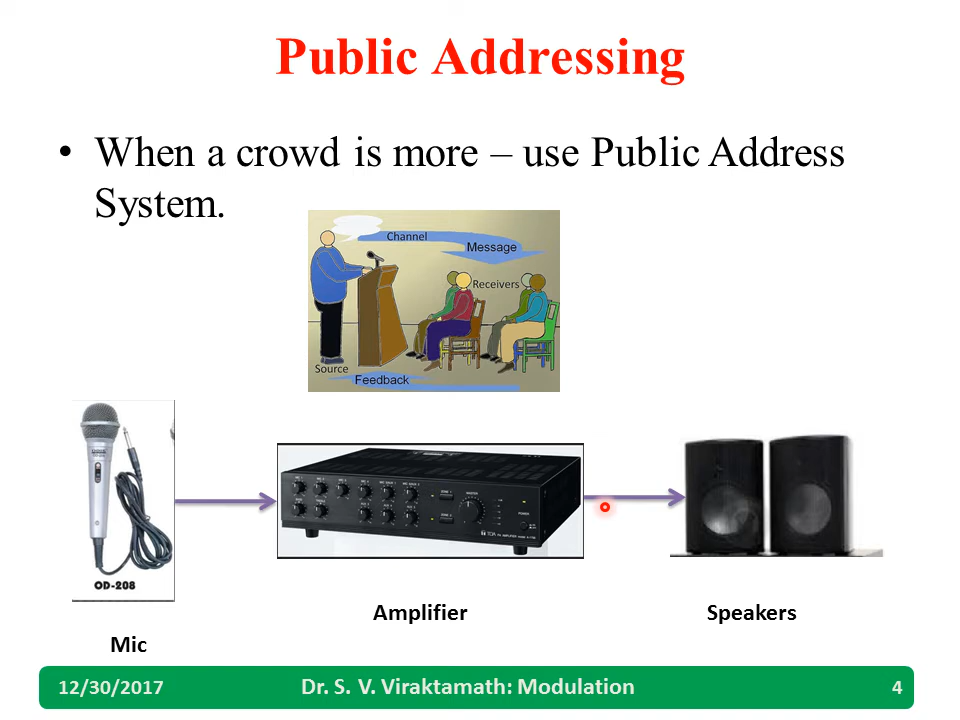 Public Addressing
• When a crowd is more – use Public Address
System.
Channel
Message
Receivers
Source
Feedback
OD-208
TOA
Amplifier
Speakers
Mic
12/30/2017
Dr. S. V. Viraktamath: Modulation
4